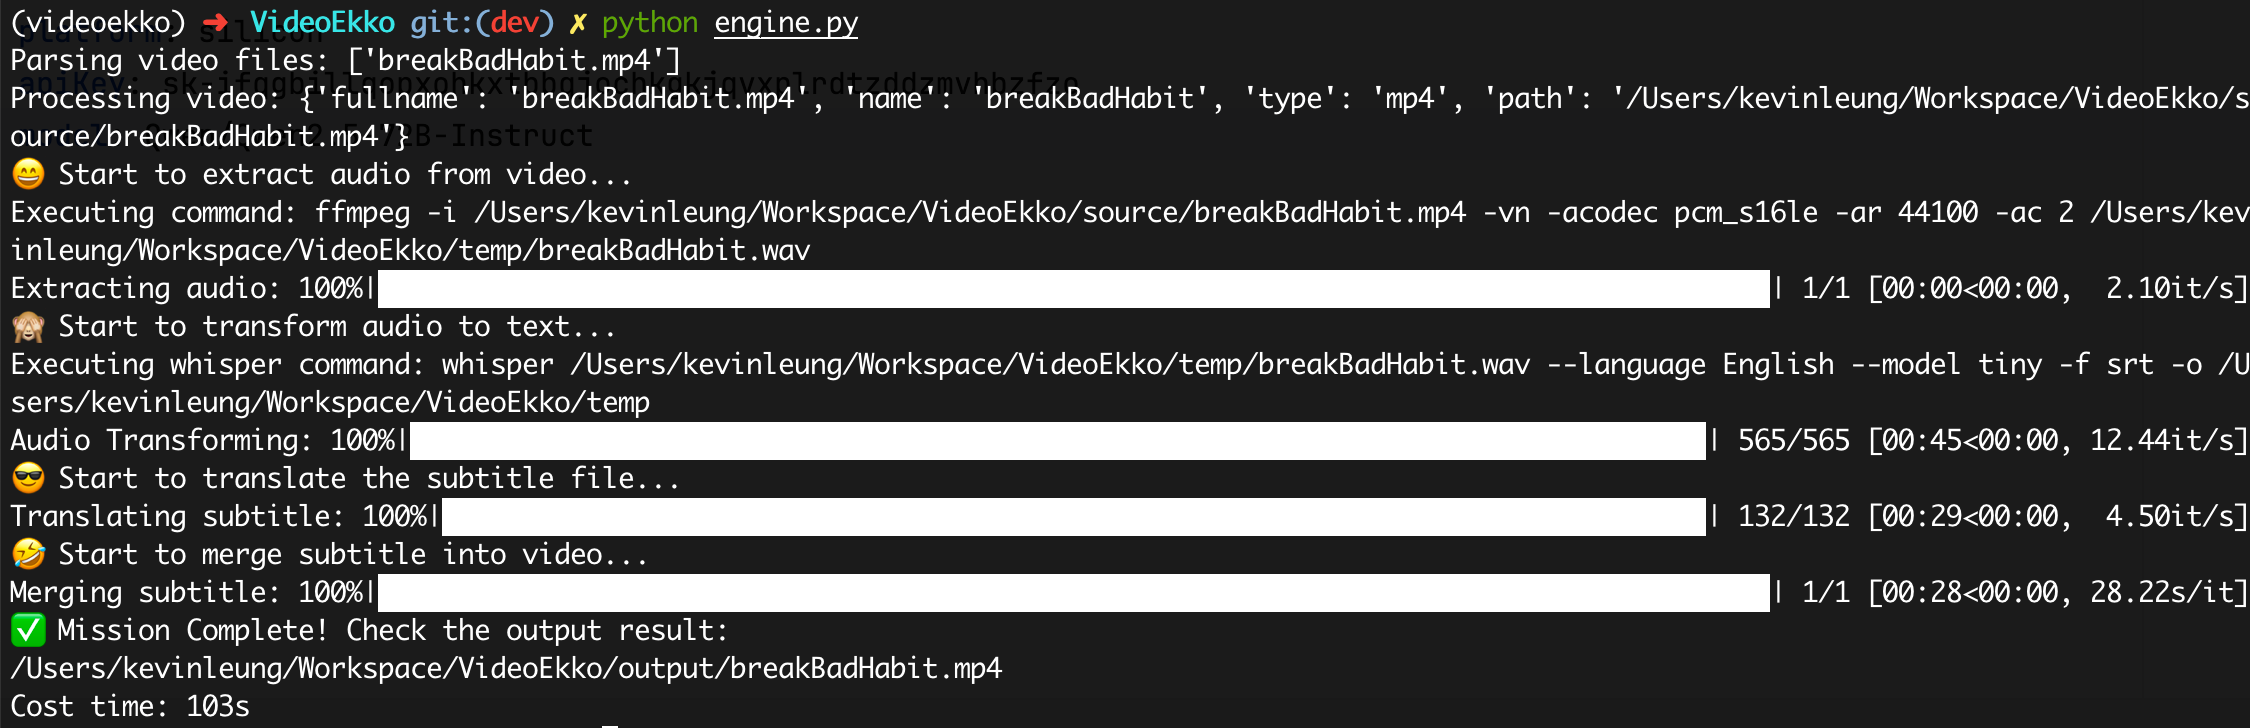 (videoekko) ➜ VideoEkko git:(dev) ✗ python engine.py
Parsing video files: ['breakBadHabit.mp4']
Processing video: {'fullname': 'breakBadHabit.mp4', 'name': 'breakBadHabit', 'type': 'mp4', 'path': '/Users/kevinleung/Workspace/VideoEkko/s
ource/breakBadHabit.mp4'}
😄 Start to extract audio from video...
Executing command: ffmpeg -i /Users/kevinleung/Workspace/VideoEkko/source/breakBadHabit.mp4 -vn -acodec pcm_s16le -ar 44100 -ac 2 /Users/kev
inleung/Workspace/VideoEkko/temp/breakBadHabit.wav
Extracting audio: 100%| | 1/1 [00:00<00:00, 2.10it/s]
🙈 Start to transform audio to text...
Executing whisper command: whisper /Users/kevinleung/Workspace/VideoEkko/temp/breakBadHabit.wav --language English --model tiny -f srt -o /U
sers/kevinleung/Workspace/VideoEkko/temp
Audio Transforming: 100%| | 565/565 [00:45<00:00, 12.44it/s]
😎 Start to translate the subtitle file...
Translating subtitle: 100%| | 132/132 [00:29<00:00, 4.50it/s]
🤣 Start to merge subtitle into video...
Merging subtitle: 100%| | 1/1 [00:28<00:00, 28.22s/it]
✅ Mission Complete! Check the output result:
/Users/kevinleung/Workspace/VideoEkko/output/breakBadHabit.mp4
Cost time: 103s